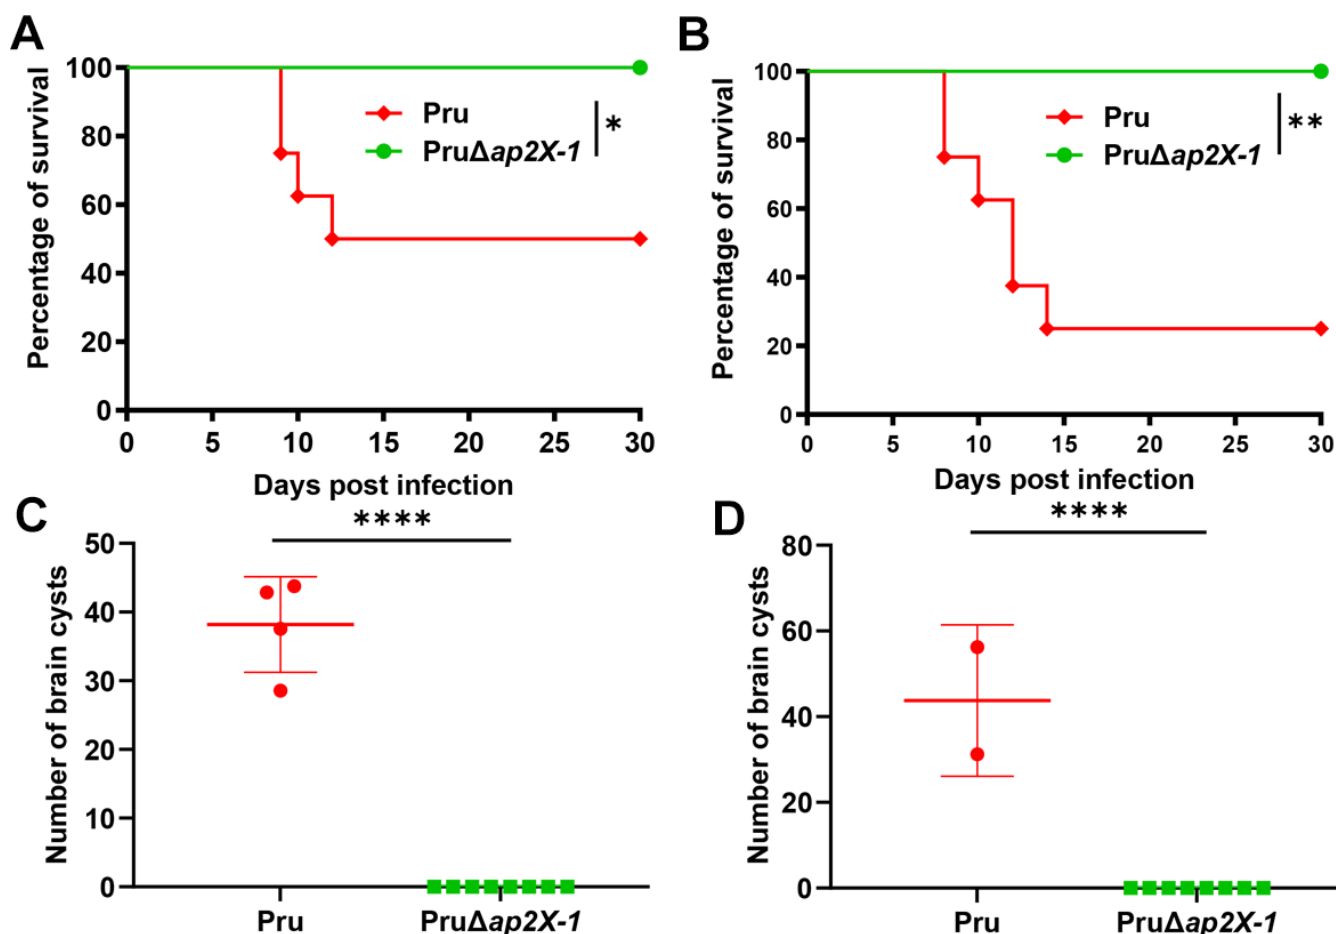 A
Percentage of survival
100
80
60
40
20
0
0 5 10 15 20 25 30
Days post infection
Pru
PruΔap2X-1
*
B
Percentage of survival
100
80
60
40
20
0
0 5 10 15 20 25 30
Days post infection
Pru
PruΔap2X-1
**
C
Number of brain cysts
50
40
30
20
10
0
****
Pru PruΔap2X-1
D
Number of brain cysts
80
60
40
20
0
****
Pru PruΔap2X-1